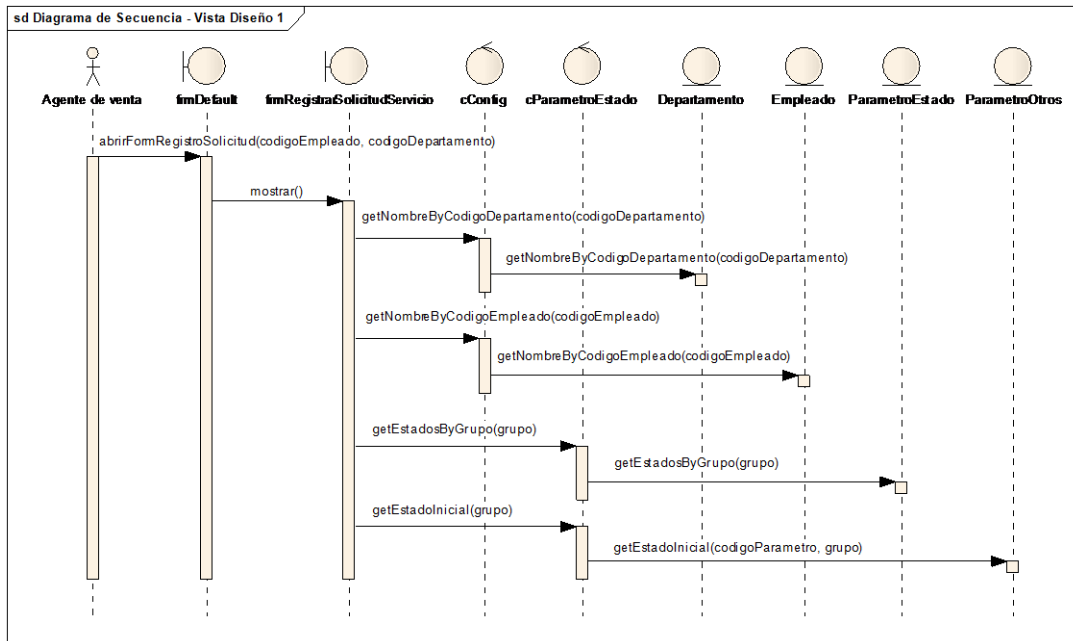 sd Diagrama de Secuencia - Vista Diseño 1
Agente de venta
frmDefault
frmRegistrarSolicitudServicio
cConfig
cParametroEstado
Departamento
Empleado
ParametroEstado
ParametroOtros
abrirFormRegistroSolicitud(codigoEmpleado, codigoDepartamento)
mostrar()
getNombreByCodigoDepartamento(codigoDepartamento)
getNombreByCodigoDepartamento(codigoDepartamento)
getNombreByCodigoEmpleado(codigoEmpleado)
getNombreByCodigoEmpleado(codigoEmpleado)
getEstadosByGrupo(grupo)
getEstadosByGrupo(grupo)
getEstadoInicial(grupo)
getEstadoInicial(codigoParametro, grupo)